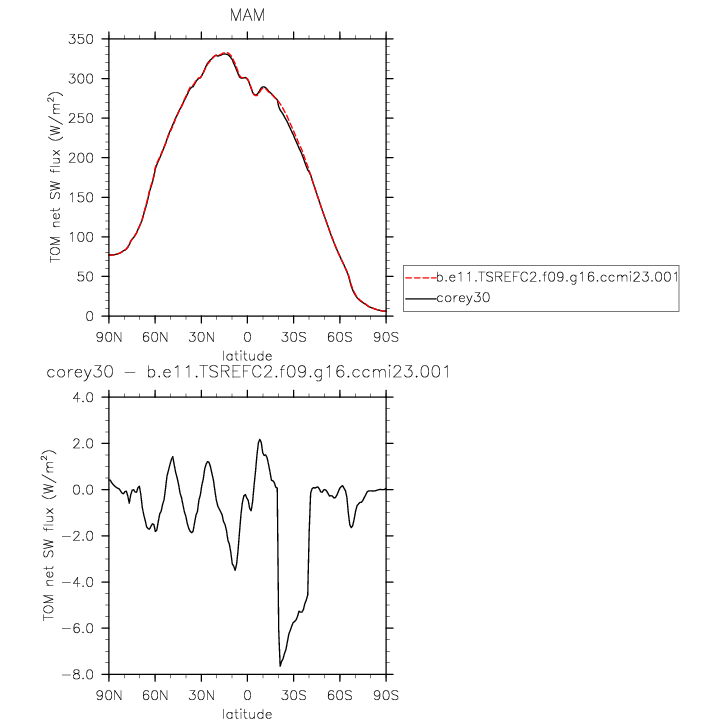 MAM
350
300
250
200
150
100
50
0
TOM net SW flux (W/m²)
90N 60N 30N 0 30S 60S 90S
latitude
b.e11.TSREFC2.f09.g16.ccmi23.001
corey30
corey30 − b.e11.TSREFC2.f09.g16.ccmi23.001
4.0
2.0
0.0
−2.0
−4.0
−6.0
−8.0
TOM net SW flux (W/m²)
90N 60N 30N 0 30S 60S 90S
latitude